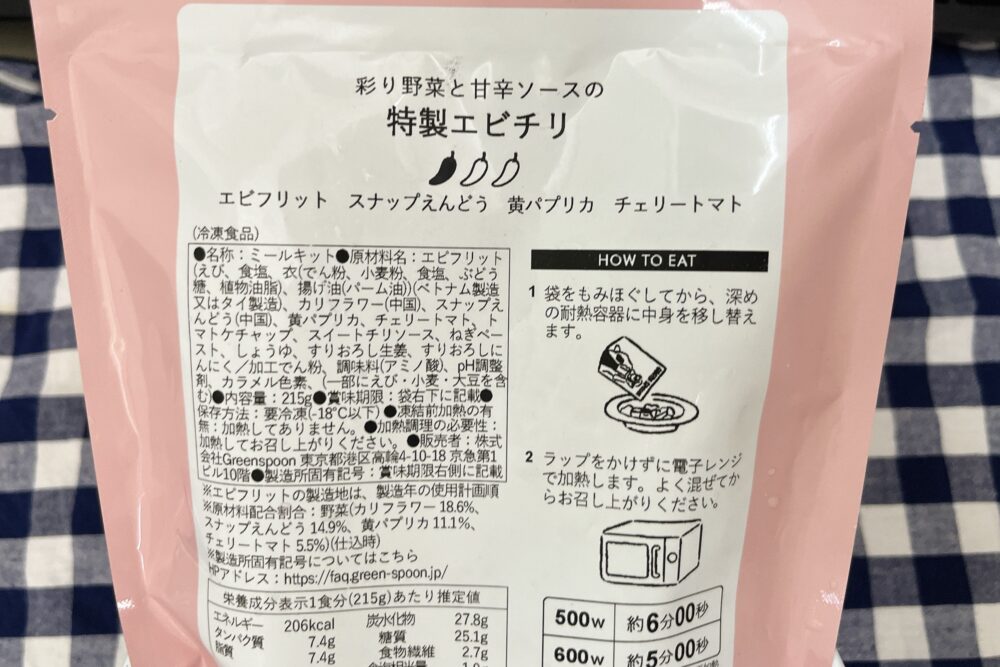 彩り野菜と甘辛ソースの
特製エビチリ
エビフリット スナップえんどう 黄パプリカ チェリートマト
(冷凍食品)
●名称：ミールキット●原材料名：エビフリット
(えび、食塩、衣(でん粉、小麦粉、食塩、ぶどう
糖、植物油脂)、揚げ油(パーム油))(ベトナム製造
又はタイ製造)、カリフラワー(中国)、スナップえ
んどう(中国)、黄パプリカ、チェリートマト、ト
マトケチャップ、スイートチリソース、ねぎペー
スト、しょうゆ、すりおろし生姜、すりおろしに
んにく／加工でん粉、調味料(アミノ酸)、pH調整
剤、カラメル色素、(一部にえび・小麦・大豆を含
む)●内容量：215g●賞味期限：袋右下に記載●
保存方法：要冷凍(-18℃以下)●凍結前加熱の有
無：加熱してありません。●加熱調理の必要性：
加熱してお召し上がりください。●販売者：株式
会社Greenspoon 東京都港区高輪4-10-18 京急第1
ビル10階●製造所固有記号：賞味期限右側に記載
※エビフリットの製造地は、製造年の使用計画順
※原材料配合割合：野菜(カリフラワー 18.6%、
スナップえんどう 14.9%、黄パプリカ 11.1%、
チェリートマト 5.5%)(仕込時)
※製造所固有記号についてはこちら
HPアドレス：https://faq.green-spoon.jp/
栄養成分表示1食分(215g)あたり推定値
エネルギー 206kcal
タンパク質 7.4g
脂質 7.4g
炭水化物 27.8g
糖質 25.1g
食物繊維 2.7g
HOW TO EAT
1 袋をもみほぐしてから、深め
の耐熱容器に中身を移し替え
ます。
2 ラップをかけずに電子レンジ
で加熱します。よく混ぜてか
らお召し上がりください。
500w 約6分00秒
600w 約5分00秒